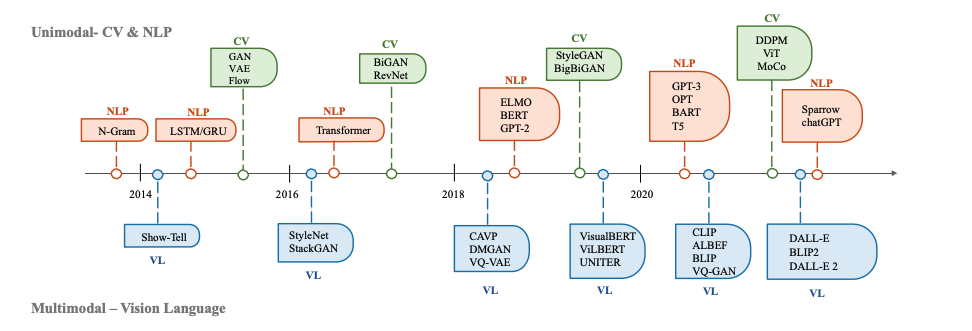 Unimodal- CV & NLP
CV
GAN
VAE
Flow
CV
BiGAN
RevNet
CV
StyleGAN
BigBiGAN
CV
DDPM
ViT
MoCo
NLP
N-Gram
NLP
LSTM/GRU
NLP
Transformer
NLP
ELMO
BERT
GPT-2
NLP
GPT-3
OPT
BART
T5
NLP
Sparrow
chatGPT
2014
2016
2018
2020
Show-Tell
VL
StyleNet
StackGAN
VL
CAVP
DMGAN
VQ-VAE
VL
VisualBERT
ViLBERT
UNITER
VL
CLIP
ALBEF
BLIP
VQ-GAN
VL
DALL-E
BLIP2
DALL-E 2
VL
Multimodal – Vision Language